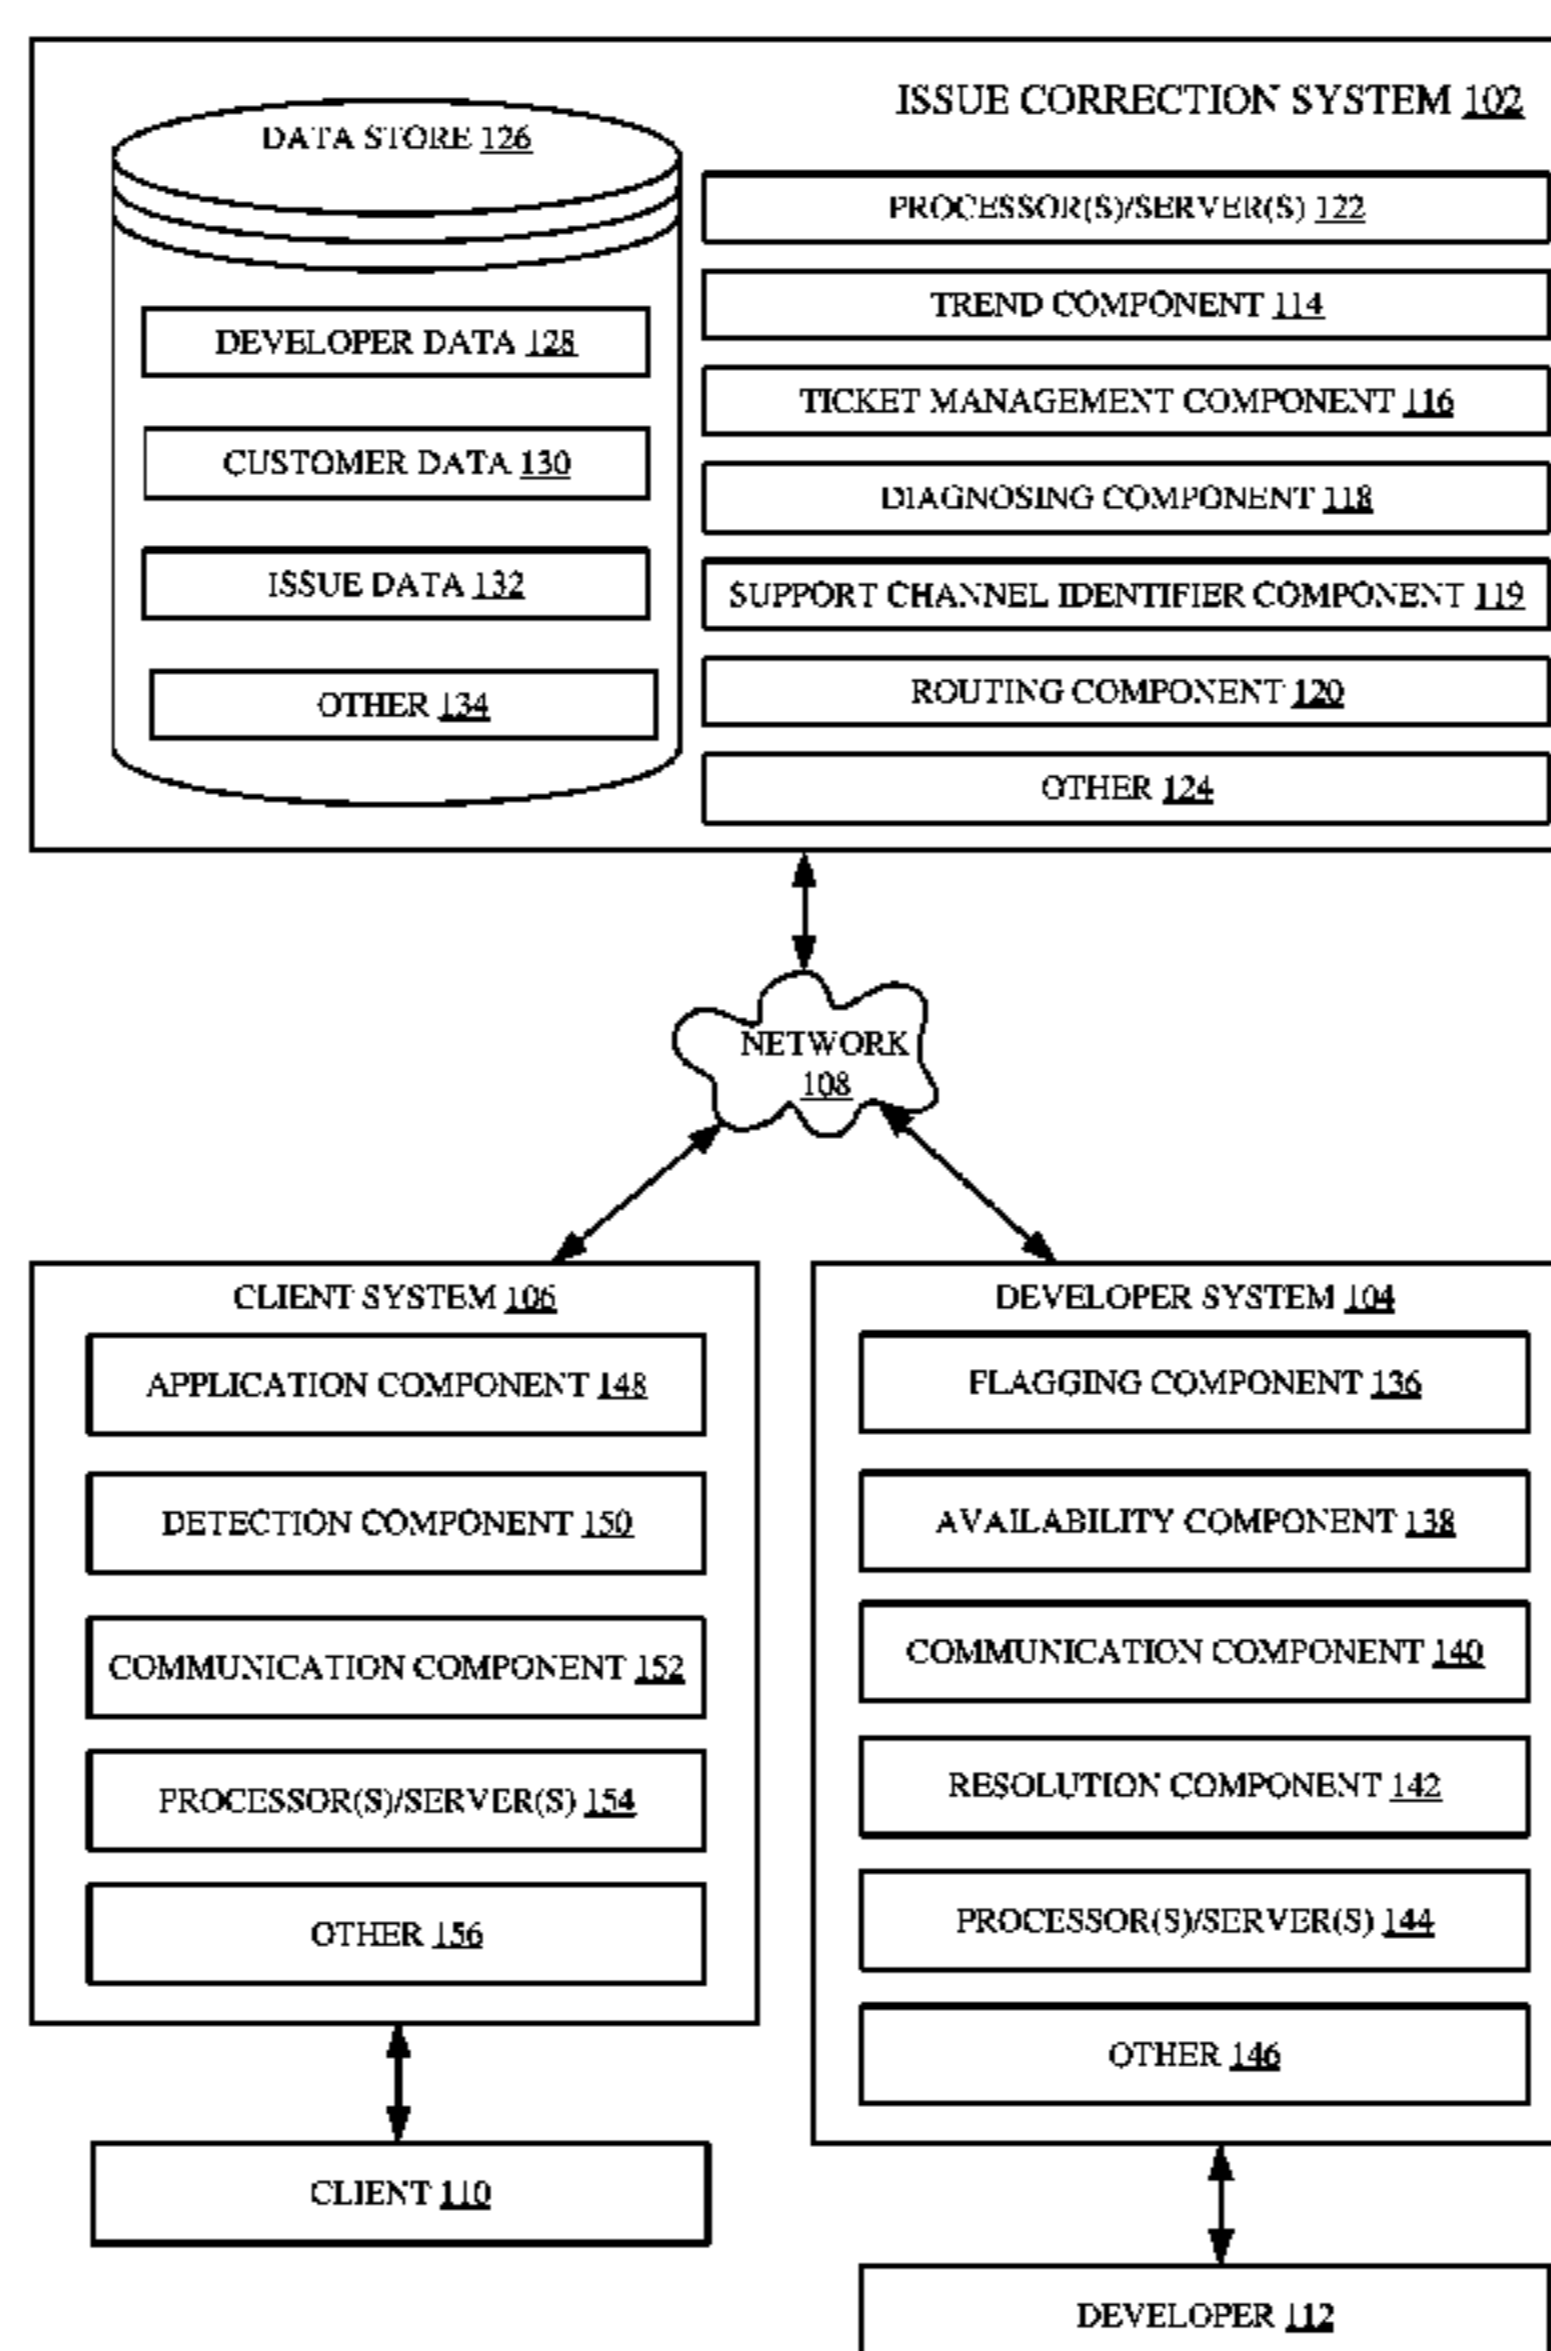 ISSUE CORRECTION SYSTEM 102
DATA STORE 126
DEVELOPER DATA 128
CUSTOMER DATA 130
ISSUE DATA 132
OTHER 134
PROCESSOR(S)/SERVER(S) 122
TREND COMPONENT 114
TICKET MANAGEMENT COMPONENT 116
DIAGNOSING COMPONENT 118
SUPPORT CHANNEL IDENTIFIER COMPONENT 119
ROUTING COMPONENT 120
OTHER 124
NETWORK
108
CLIENT SYSTEM 106
APPLICATION COMPONENT 148
DETECTION COMPONENT 150
COMMUNICATION COMPONENT 152
PROCESSOR(S)/SERVER(S) 154
OTHER 156
CLIENT 110
DEVELOPER SYSTEM 104
FLAGGING COMPONENT 136
AVAILABILITY COMPONENT 138
COMMUNICATION COMPONENT 140
RESOLUTION COMPONENT 142
PROCESSOR(S)/SERVER(S) 144
OTHER 146
DEVELOPER 112